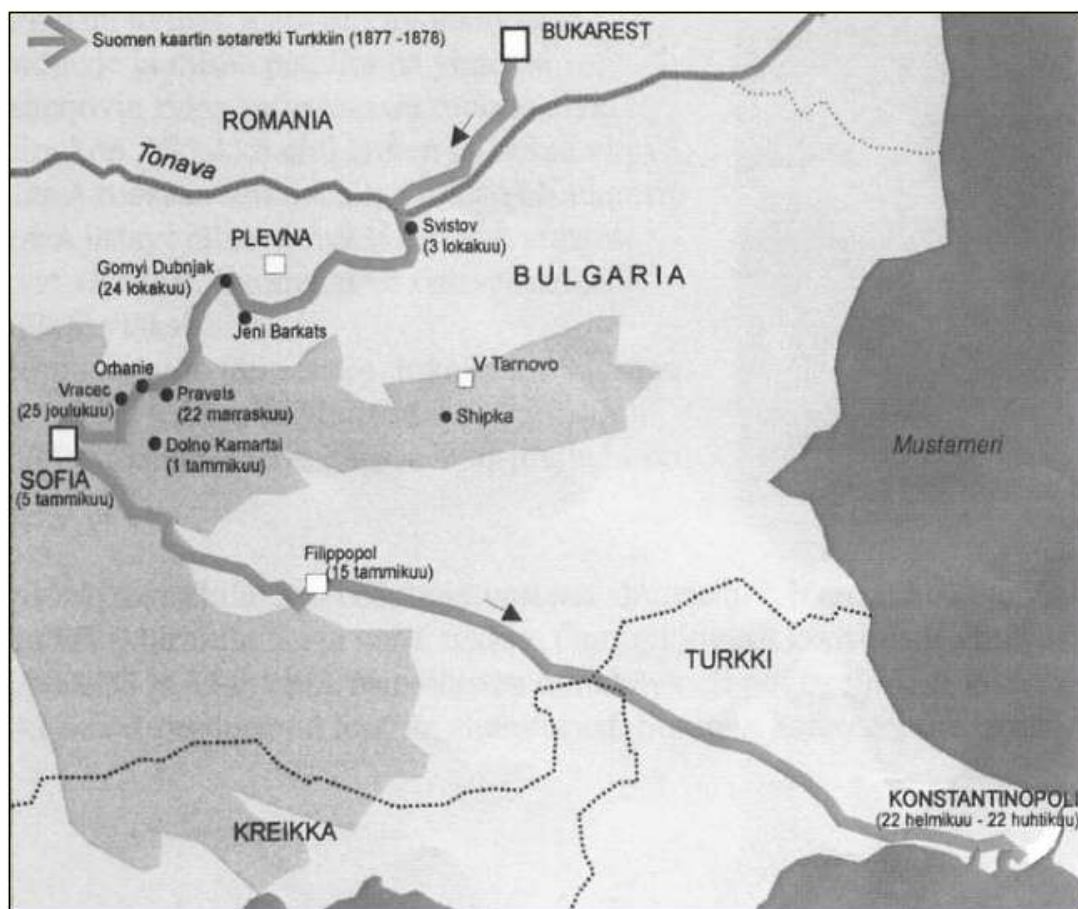 Suomen kaartin sotaretki Turkkiin (1877 -1878)
BUKAREST
ROMANIA
Tonava
Svistov
(3 lokakuu)
PLEVNA
BULGARIA
Gornyi Dubnjak
(24 lokakuu)
Jeni Barkats
V Tarnovo
Orhanie
Vracec
(25 joulukuu)
Pravets
(22 marraskuu)
Shipka
Dolno Kamartsi
(1 tammikuu)
Mustameri
SOFIA
(5 tammikuu)
Filippopol
(15 tammikuu)
TURKKI
KONSTANTINOPOLI
(22 helmikuu - 22 huhtikuu)
KREIKKA